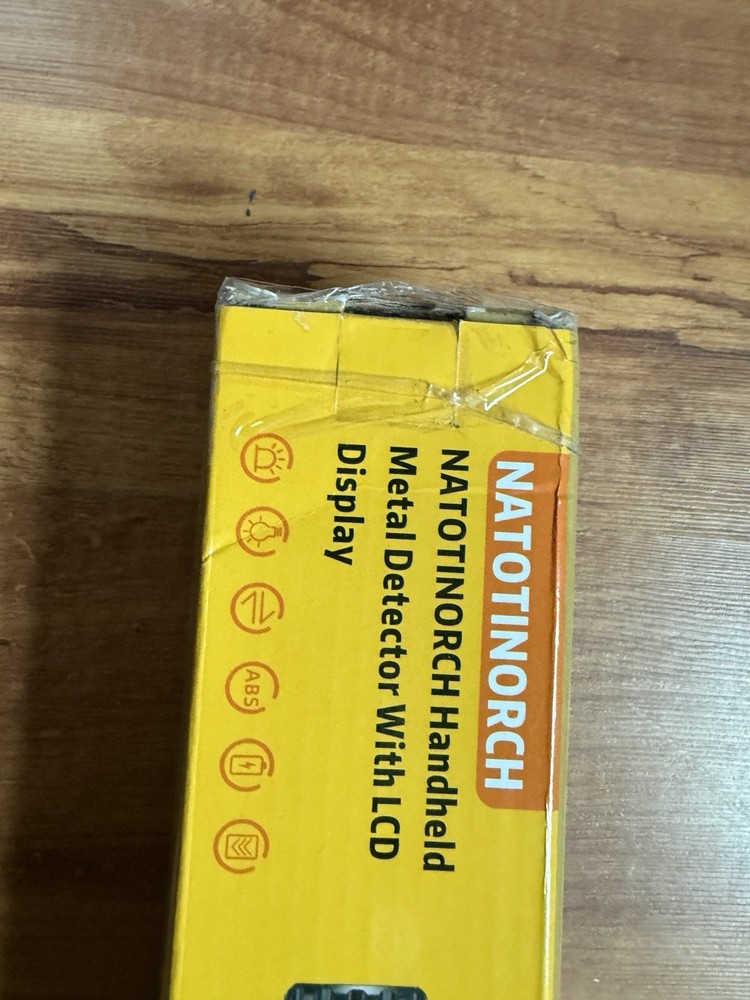 NATOTINORCH
NATOTINORCH Handheld
Metal Detector With LCD
Display
ABS